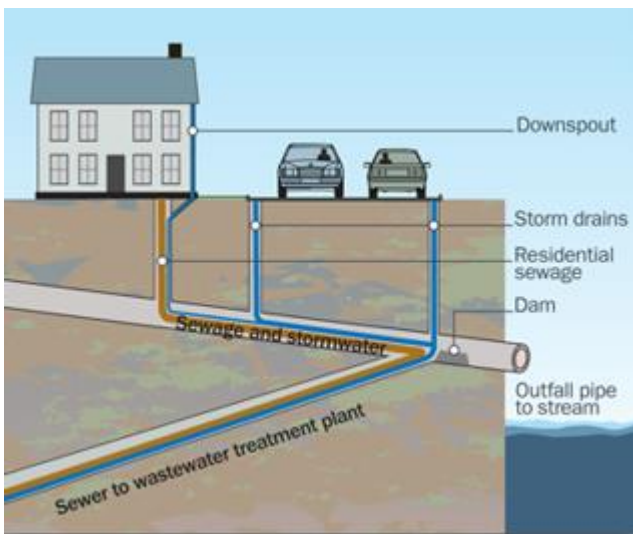 Downspout
Storm drains
Residential
sewage
Dam
Sewage and stormwater
Outfall pipe
to stream
Sewer to wastewater treatment plant